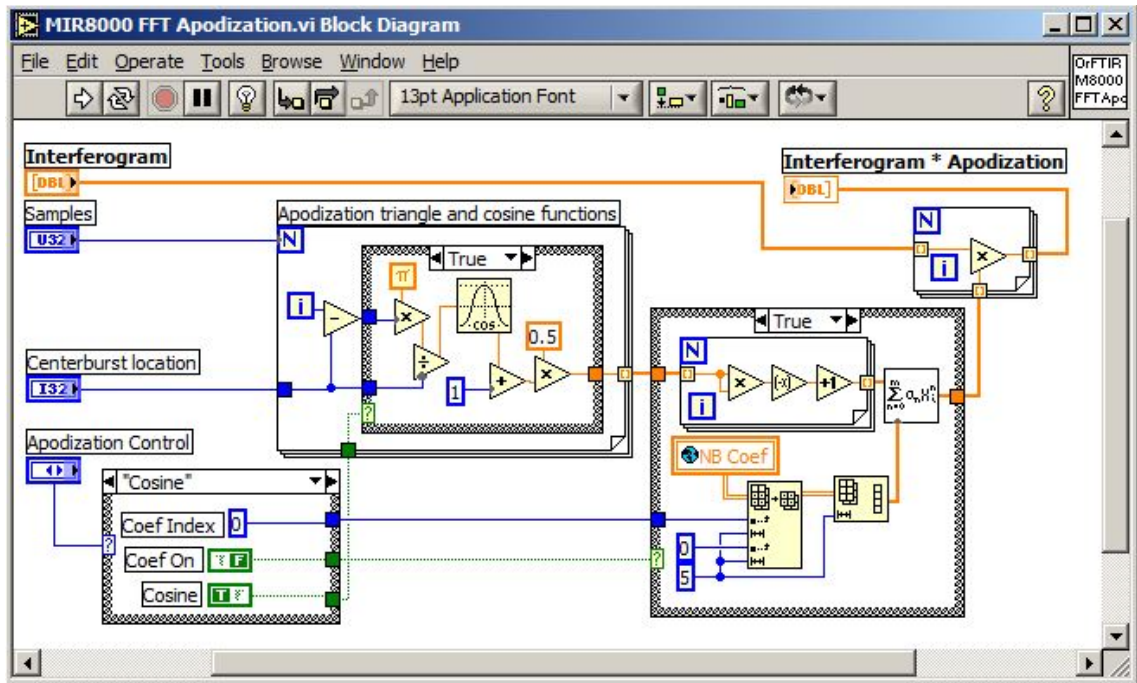 MIR8000 FFT Apodization.vi Block Diagram
File Edit Operate Tools Browse Window Help
13pt Application Font
?
OrFTIR
M8000
FFTApo
Interferogram
[DBL]
Samples
U32
Apodization triangle and cosine functions
N
True
π
i
-
×
÷
cos
+
1
0.5
×
Centerburst location
I32
?
Apodization Control
"Cosine"
Coef Index 0
?
Coef On F
Cosine T
Interferogram * Apodization
DBL]
N
i
×
True
N
i
×
(-x)
+1
NB Coef
?
0
5